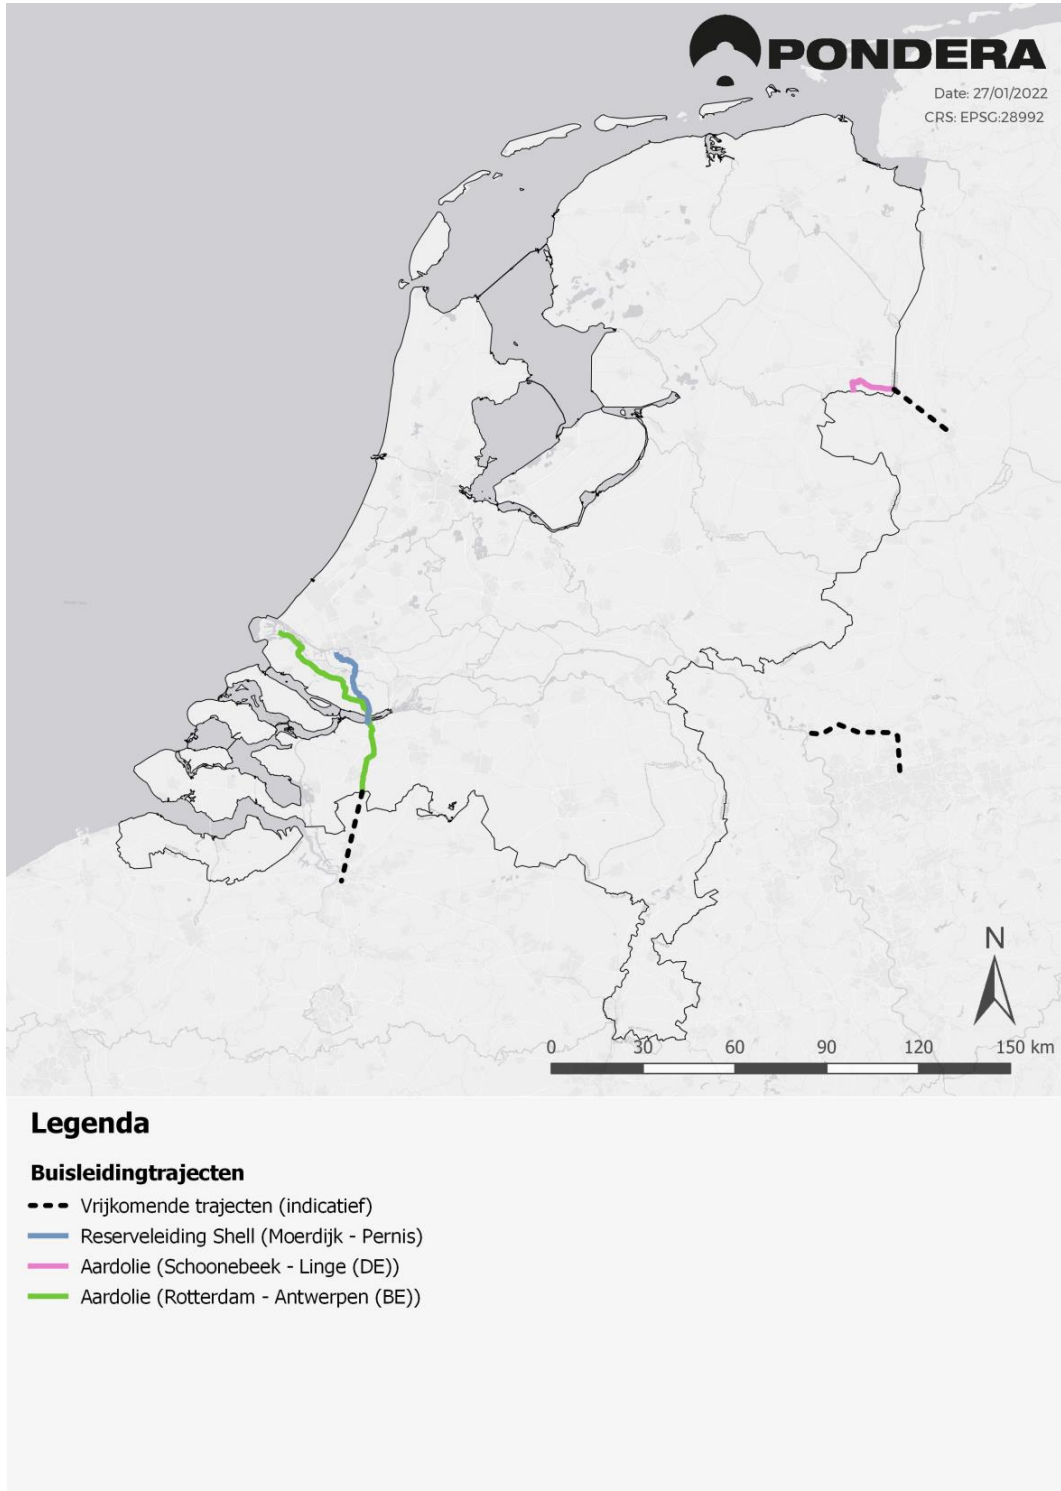 PONDERA
Date: 27/01/2022
CRS: EPSG:28992
N
0 30 60 90 120 150 km
Legenda
Buisleidingtrajecten
Vrijkomende trajecten (indicatief)
Reserveleiding Shell (Moerdijk - Pernis)
Aardolie (Schoonebeek - Linge (DE))
Aardolie (Rotterdam - Antwerpen (BE))